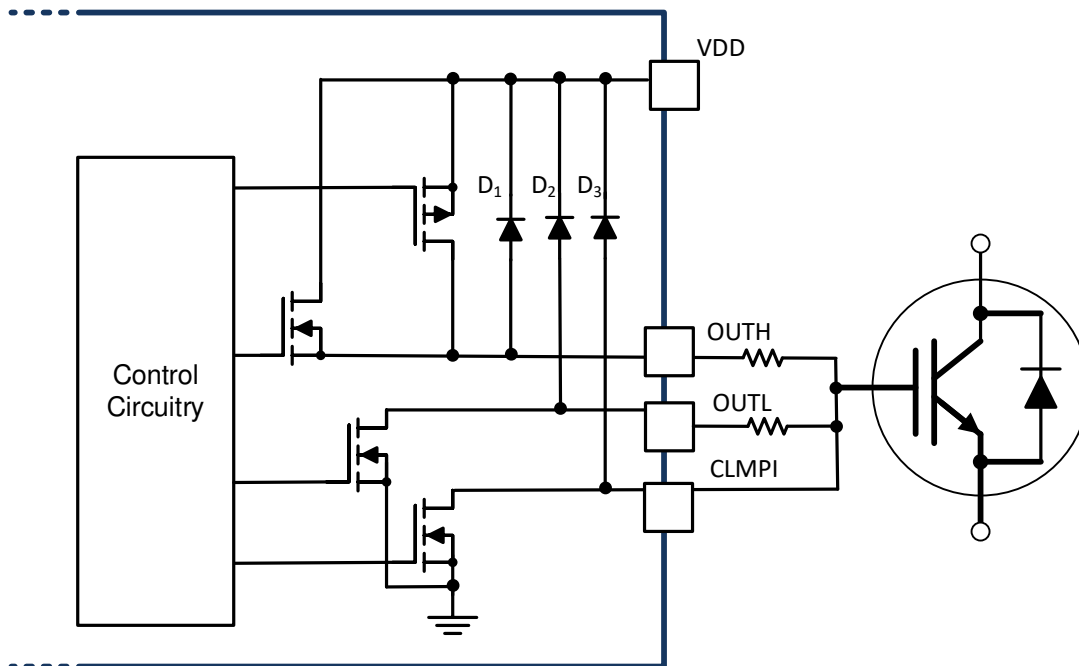 VDD
D₁ D₂ D₃
OUTH
Control
Circuitry
OUTL
CLMPI